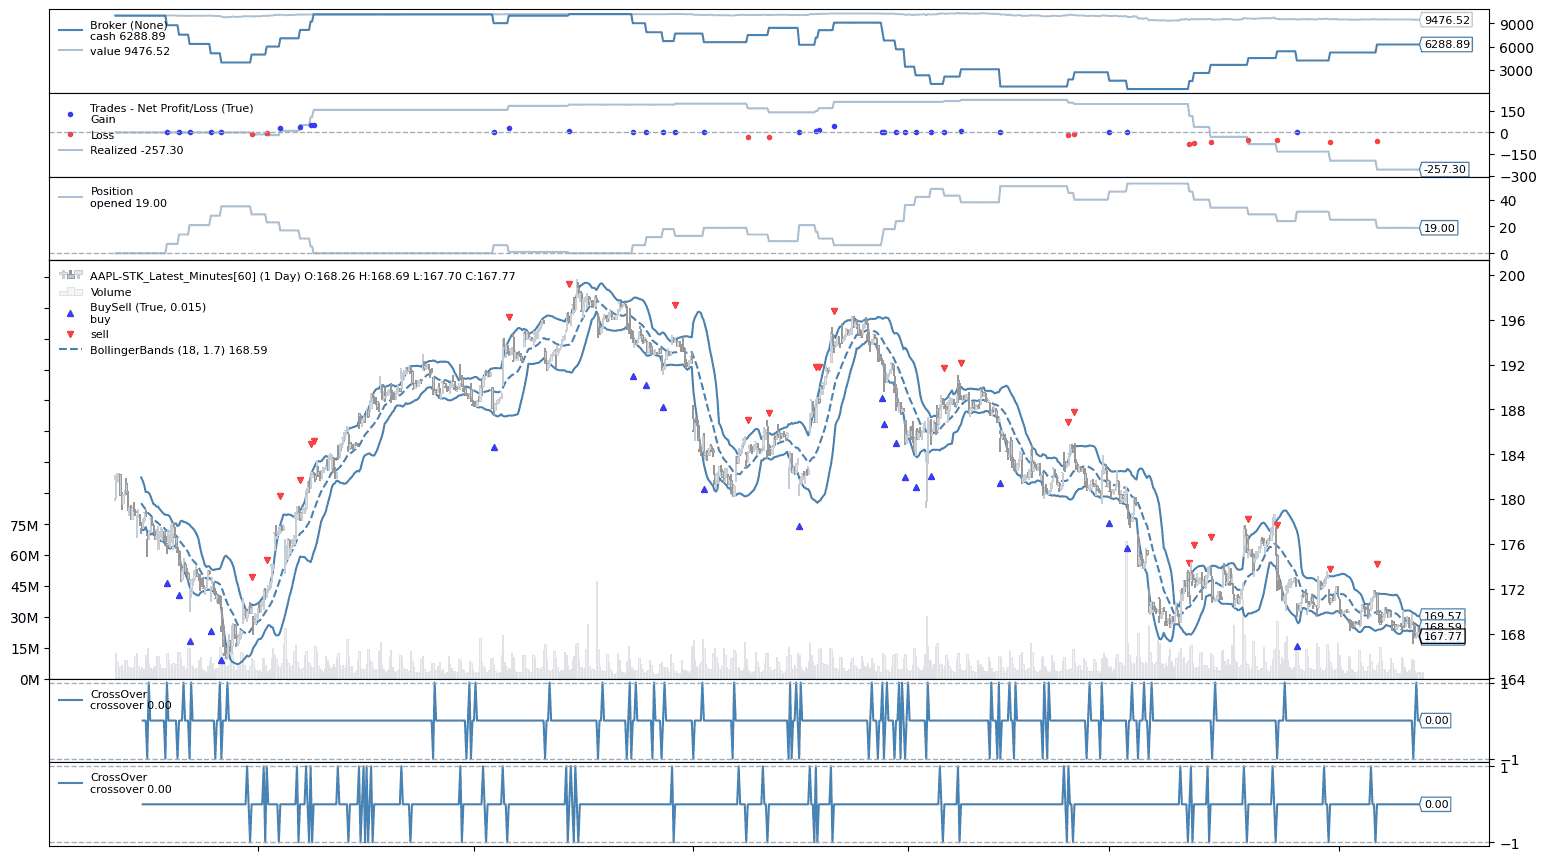 Broker (None)
cash 6288.89
value 9476.52
9476.52
6288.89
9000
6000
3000
Trades - Net Profit/Loss (True)
Gain
Loss
Realized -257.30
-257.30
150
0
−150
−300
Position
opened 19.00
19.00
40
20
0
AAPL-STK_Latest_Minutes[60] (1 Day) O:168.26 H:168.69 L:167.70 C:167.77
Volume
BuySell (True, 0.015)
buy
sell
BollingerBands (18, 1.7) 168.59
200
196
192
188
184
180
176
172
168
164
169.57
168.59
167.77
75M
60M
45M
30M
15M
0M
CrossOver
crossover 0.00
0.00
1
−1
CrossOver
crossover 0.00
0.00
1
−1